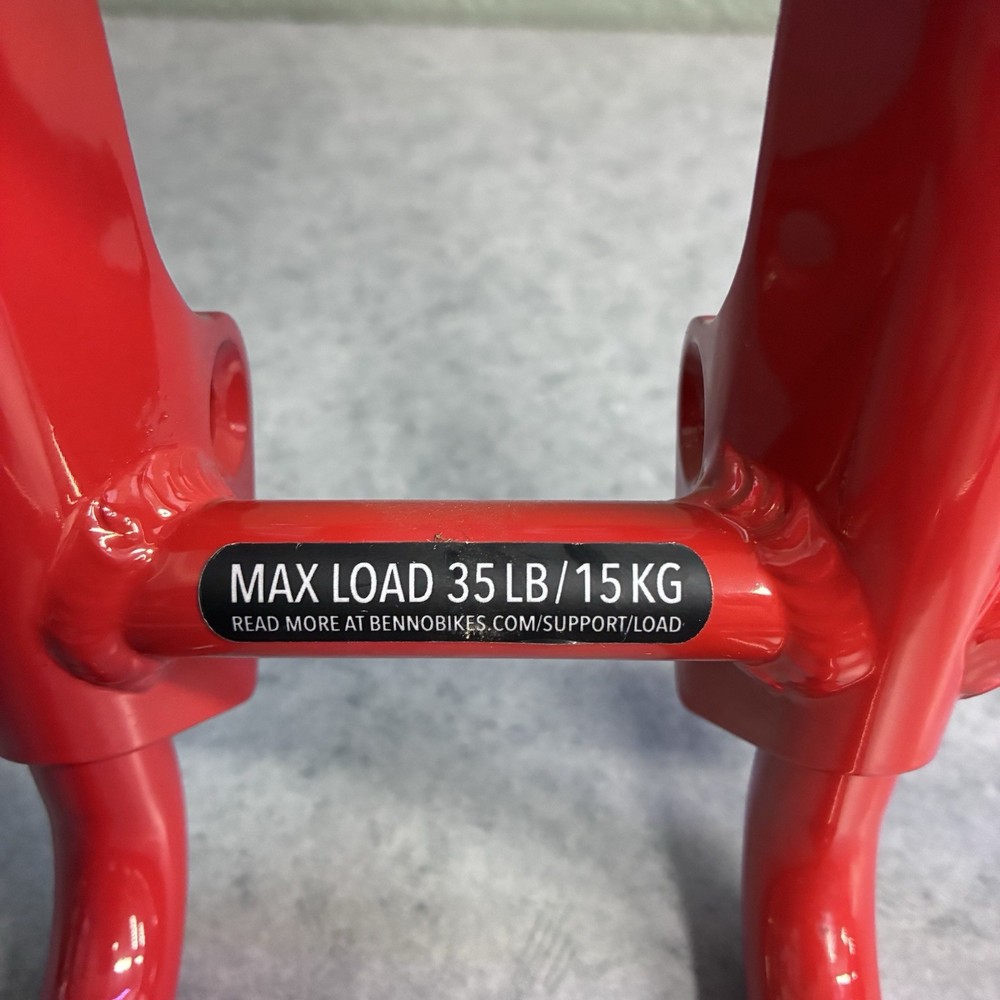 MAX LOAD 35 LB/15 KG
READ MORE AT BENNOBIKES.COM/SUPPORT/LOAD